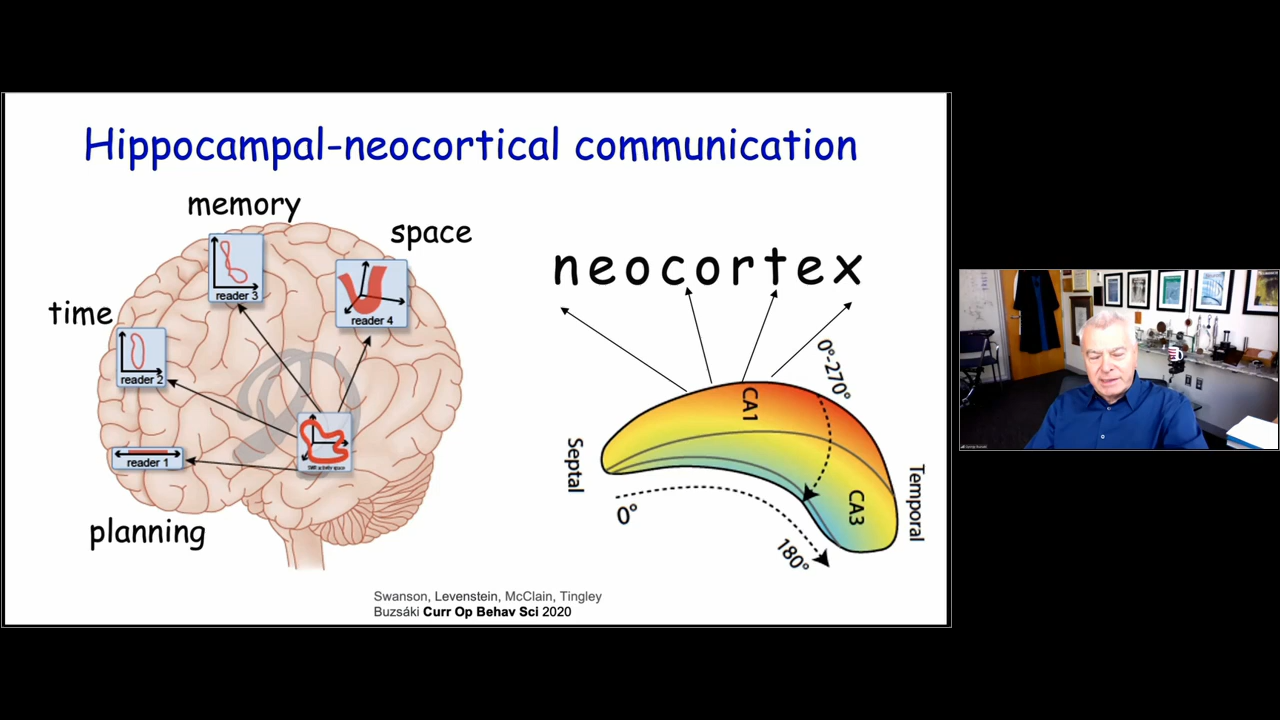 Hippocampal-neocortical communication
memory
space
time
planning
reader 3
reader 4
reader 2
reader 1
neocortex
0°-270°
CA1
Septal
0°
CA3
Temporal
180°
Swanson, Levenstein, McClain, Tingley
Buzsáki Curr Op Behav Sci 2020